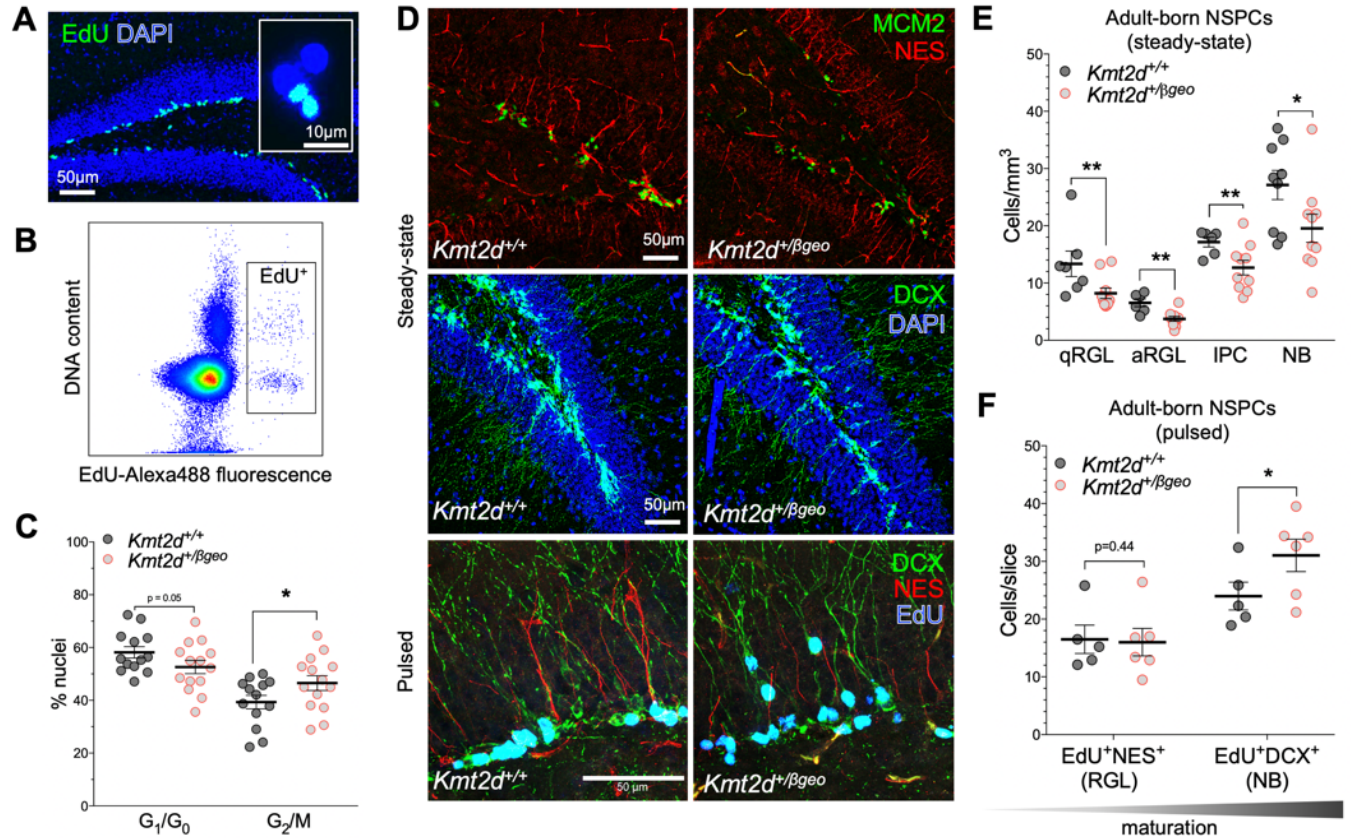 A
EdU DAPI
10µm
50µm
B
EdU⁺
DNA content
EdU-Alexa488 fluorescence
C
Kmt2d⁺/⁺
Kmt2d⁺/βgeo
p = 0.05
*
100
80
60
40
20
0
% nuclei
G₁/G₀
G₂/M
D
Steady-state
Pulsed
MCM2
NES
Kmt2d⁺/⁺
50µm
Kmt2d⁺/βgeo
DCX
DAPI
Kmt2d⁺/⁺
50µm
Kmt2d⁺/βgeo
DCX
NES
EdU
Kmt2d⁺/⁺
50 µm
Kmt2d⁺/βgeo
E
Adult-born NSPCs
(steady-state)
Kmt2d⁺/⁺
Kmt2d⁺/βgeo
**
**
**
*
50
40
30
20
10
0
Cells/mm³
qRGL
aRGL
IPC
NB
F
Adult-born NSPCs
(pulsed)
Kmt2d⁺/⁺
Kmt2d⁺/βgeo
p=0.44
*
50
40
30
20
10
0
Cells/slice
EdU⁺NES⁺
(RGL)
EdU⁺DCX⁺
(NB)
maturation